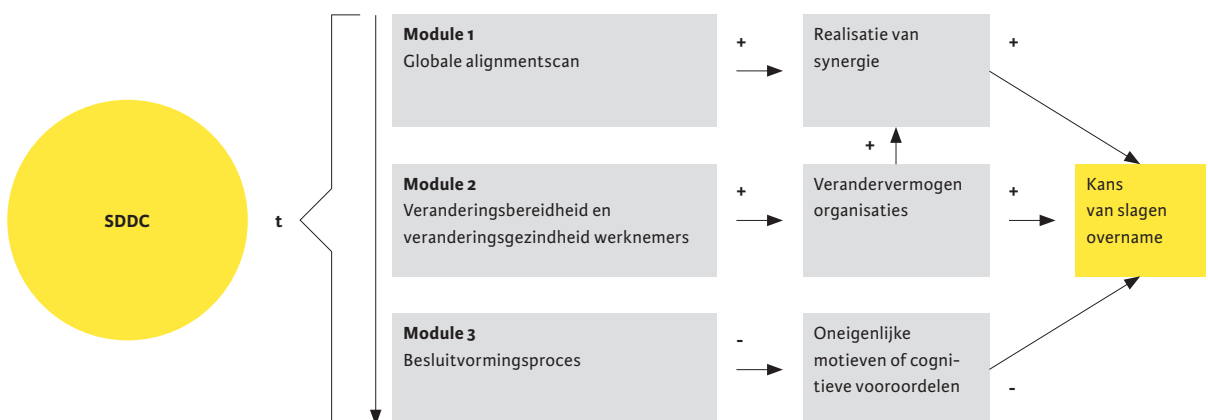 SDDC
t
Module 1
Globale alignmentscan
+
Realisatie van
synergie
+
+
Module 2
Veranderingsbereidheid en
veranderingsgezindheid werknemers
+
Verandervermogen
organisaties
+
Kans
van slagen
overname
Module 3
Besluitvormingsproces
-
Oneigenlijke
motieven of cogni-
tieve vooroordelen
-